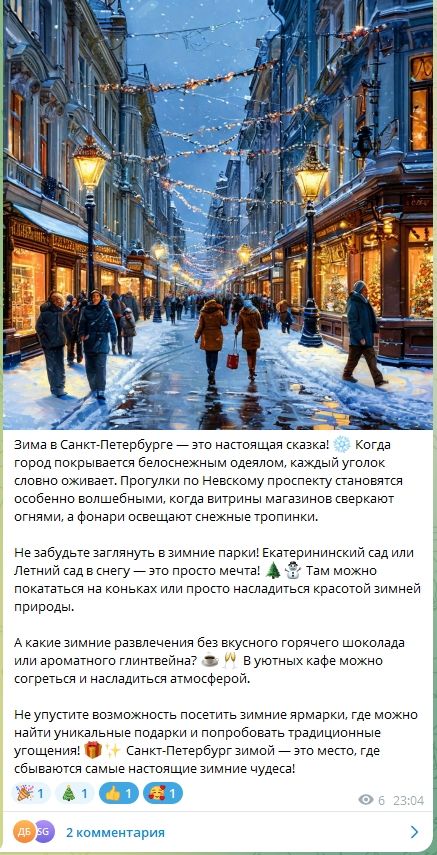 Зима в Санкт-Петербурге — это настоящая сказка! ❄️ Когда
город покрывается белоснежным одеялом, каждый уголок
словно оживает. Прогулки по Невскому проспекту становятся
особенно волшебными, когда витрины магазинов сверкают
огнями, а фонари освещают снежные тропинки.
Не забудьте заглянуть в зимние парки! Екатерининский сад или
Летний сад в снегу — это просто мечта! 🎄☃️ Там можно
покататься на коньках или просто насладиться красотой зимней
природы.
А какие зимние развлечения без вкусного горячего шоколада
или ароматного глинтвейна? ☕🥂 В уютных кафе можно
согреться и насладиться атмосферой.
Не упустите возможность посетить зимние ярмарки, где можно
найти уникальные подарки и попробовать традиционные
угощения! 🎁✨ Санкт-Петербург зимой — это место, где
сбываются самые настоящие зимние чудеса!
🎉 1 🎄 1 👍 1 🥰 1 6 23:04
ДБ SG 2 комментария